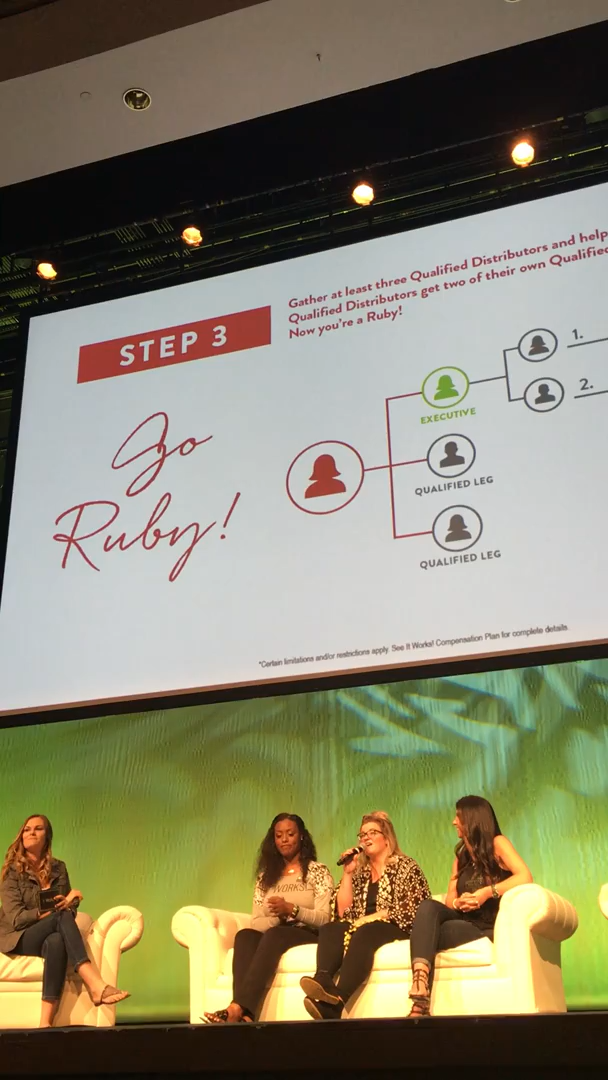 Gather at least three Qualified Distributors and help
Qualified Distributors get two of their own Qualified
Now you're a Ruby!
STEP 3
Go
Ruby!
1.
2.
EXECUTIVE
QUALIFIED LEG
QUALIFIED LEG
*Certain limitations and/or restrictions apply. See It Works! Compensation Plan for complete details.
WORKS